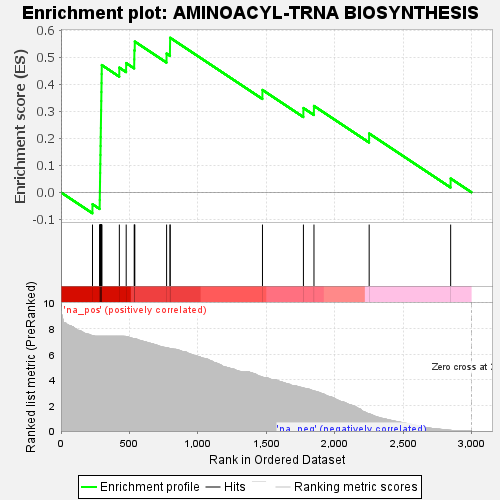 Enrichment plot: AMINOACYL-TRNA BIOSYNTHESIS
Enrichment score (ES)
0.6
0.5
0.4
0.3
0.2
0.1
0.0
-0.1
Ranked list metric (PreRanked)
10
8
6
4
2
0
'na_pos' (positively correlated)
Zero cross at
'na_neg' (negatively correlated)
0 500 1,000 1,500 2,000 2,500 3,000
Rank in Ordered Dataset
Enrichment profile Hits Ranking metric scores